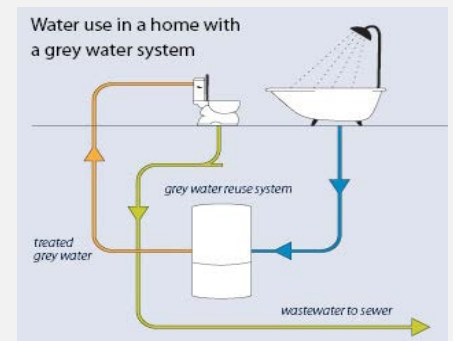 Water use in a home with
a grey water system
grey water reuse system
treated
grey water
wastewater to sewer